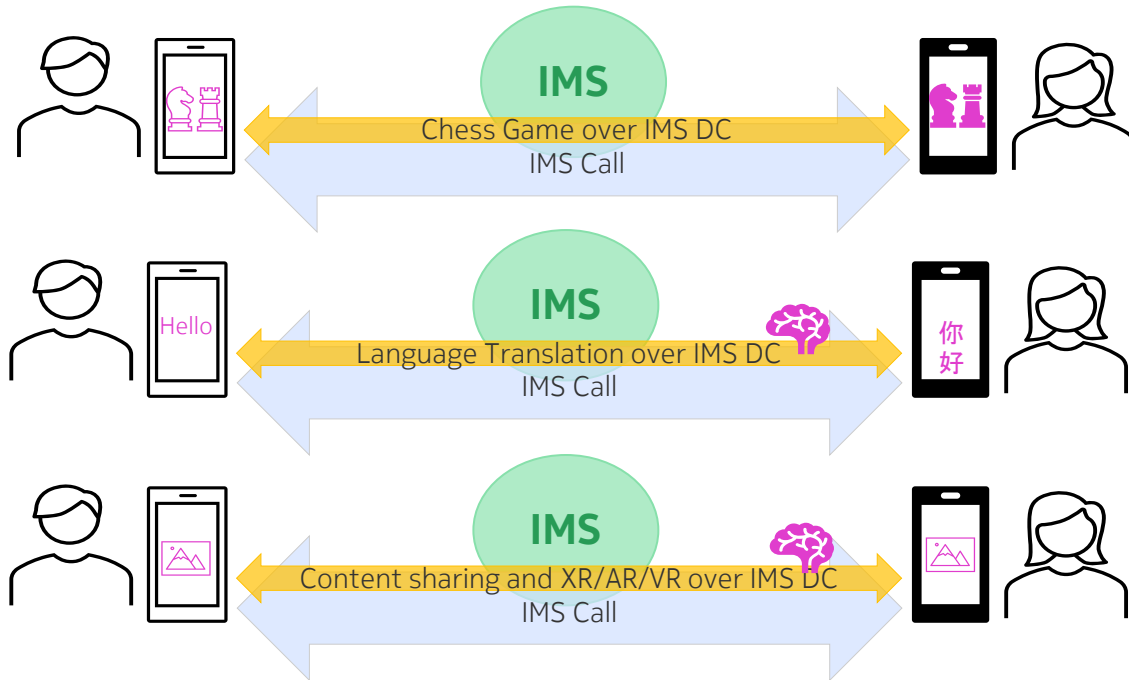 IMS
Chess Game over IMS DC
IMS Call
IMS
Hello
Language Translation over IMS DC
IMS Call
你
好
IMS
Content sharing and XR/AR/VR over IMS DC
IMS Call